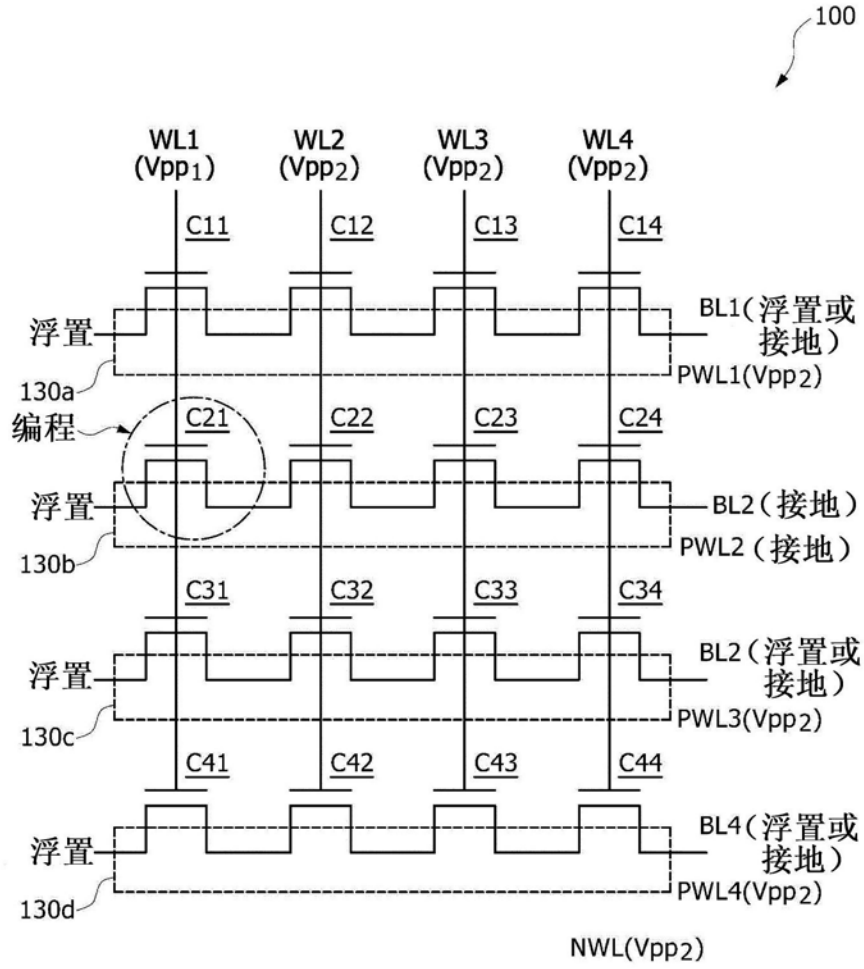 100
WL1 WL2 WL3 WL4
(Vpp1) (Vpp2) (Vpp2) (Vpp2)
C11 C12 C13 C14
浮置 BL1(浮置或
接地)
130a PWL1(Vpp2)
编程 C21 C22 C23 C24
浮置 BL2(接地)
130b PWL2(接地)
C31 C32 C33 C34
浮置 BL2(浮置或
接地)
130c PWL3(Vpp2)
C41 C42 C43 C44
浮置 BL4(浮置或
接地)
130d PWL4(Vpp2)
NWL(Vpp2)